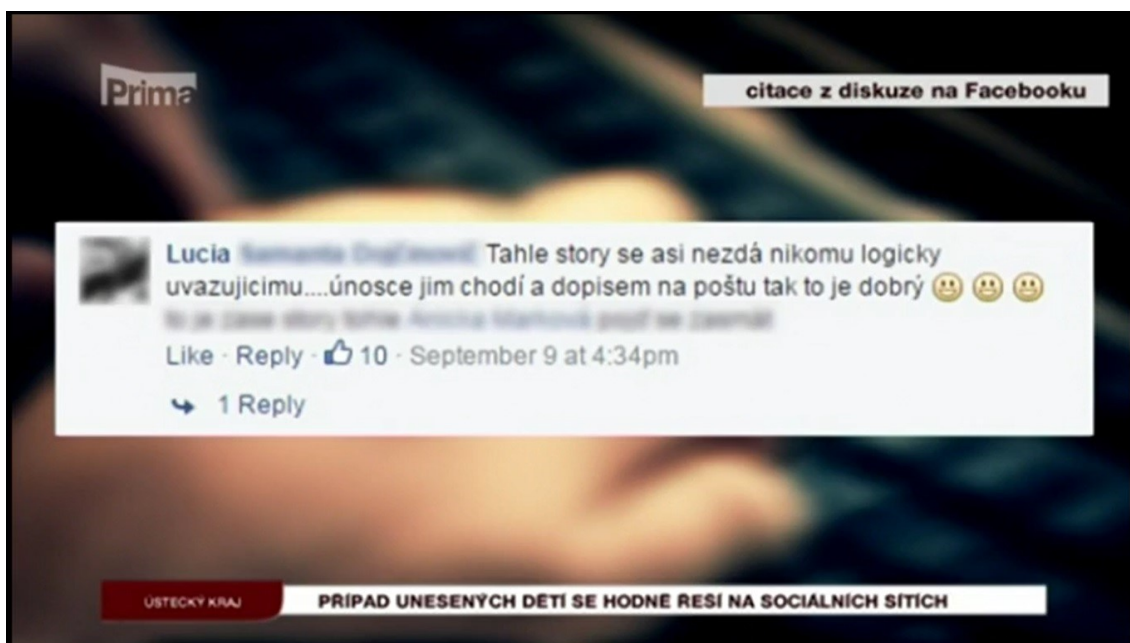 Prima
citace z diskuze na Facebooku
Lucia Tahle story se asi nezdá nikomu logicky
uvazujicimu....únosce jim chodí a dopisem na poštu tak to je dobrý 😃 😃 😃
Like · Reply · 👍 10 · September 9 at 4:34pm
1 Reply
ÚSTECKÝ KRAJ
PŘÍPAD UNESENÝCH DĚTÍ SE HODNĚ ŘEŠÍ NA SOCIÁLNÍCH SÍTÍCH